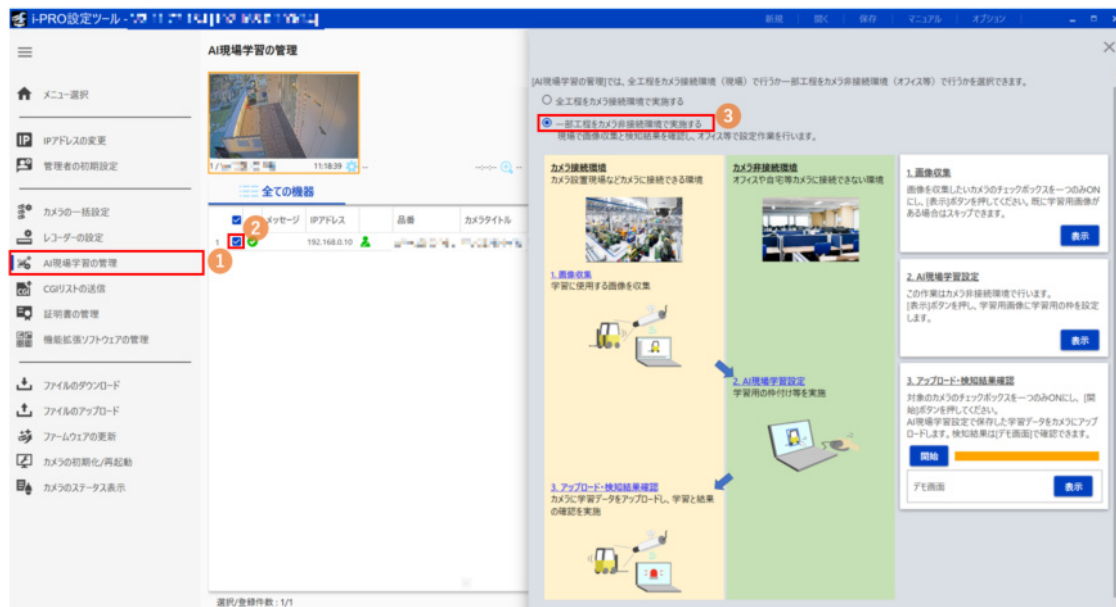 i-PRO設定ツール -
新規 | 開く | 保存 | マニュアル | オプション |
AI現場学習の管理
メニュー選択
IPアドレスの変更
管理者の初期設定
カメラの一括設定
レコーダーの設定
AI現場学習の管理
CGIリストの送信
証明書の管理
機能拡張ソフトウェアの管理
ファイルのダウンロード
ファイルのアップロード
ファームウェアの更新
カメラの初期化/再起動
カメラのステータス表示
11:18:39
全ての機器
メッセージ IPアドレス 品番 カメラタイトル
1 192.168.0.10
1
2
3
選択/登録件数 : 1/1
[AI現場学習の管理]では、全工程をカメラ接続環境（現場）で行うか一部工程をカメラ非接続環境（オフィス等）で行うかを選択できます。
全工程をカメラ接続環境で実施する
一部工程をカメラ非接続環境で実施する
現場で画像収集と検知結果を確認し、オフィス等で設定作業を行います。
カメラ接続環境
カメラ設置現場などカメラに接続できる環境
1. 画像収集
学習に使用する画像を収集
カメラ非接続環境
オフィスや自宅等カメラに接続できない環境
2. AI現場学習設定
学習用の枠付け等を実施
3. アップロード・検知結果確認
カメラに学習データをアップロードし、学習と結果
の確認を実施
1. 画像収集
画像を収集したいカメラのチェックボックスを一つのみON
にし、[表示]ボタンを押してください。既に学習用画像が
ある場合はスキップできます。
表示
2. AI現場学習設定
この作業はカメラ非接続環境で行います。
[表示]ボタンを押し、学習用画像に学習用の枠を設定
します。
表示
3. アップロード・検知結果確認
対象のカメラのチェックボックスを一つのみONにし、[開
始]ボタンを押してください。
AI現場学習設定で保存した学習データをカメラにアップ
ロードします。検知結果は[デモ画面]で確認できます。
開始
デモ画面
表示